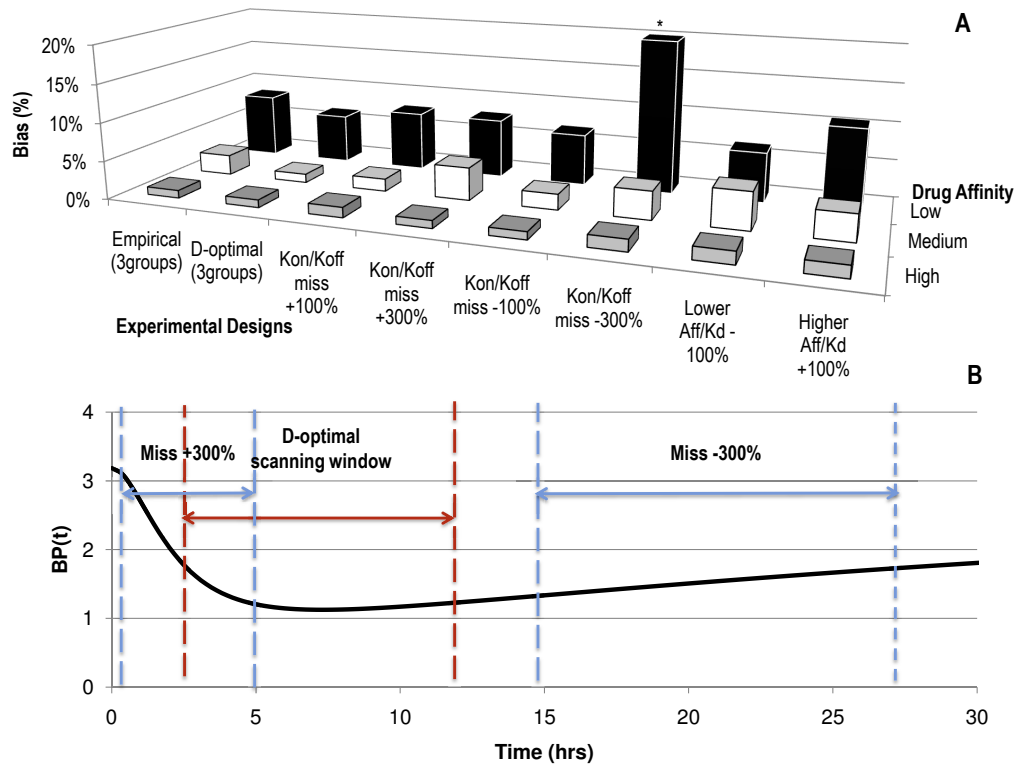 A
*
20%
15%
10%
5%
0%
Bias (%)
Drug Affinity
Low
Medium
High
Empirical
(3groups)
D-optimal
(3groups)
Kon/Koff
miss
+100%
Kon/Koff
miss
+300%
Kon/Koff
miss -100%
Kon/Koff
miss -300%
Lower
Aff/Kd -
100%
Higher
Aff/Kd
+100%
Experimental Designs
B
4
3
2
1
0
BP(t)
Miss +300%
D-optimal
scanning window
Miss -300%
0 5 10 15 20 25 30
Time (hrs)